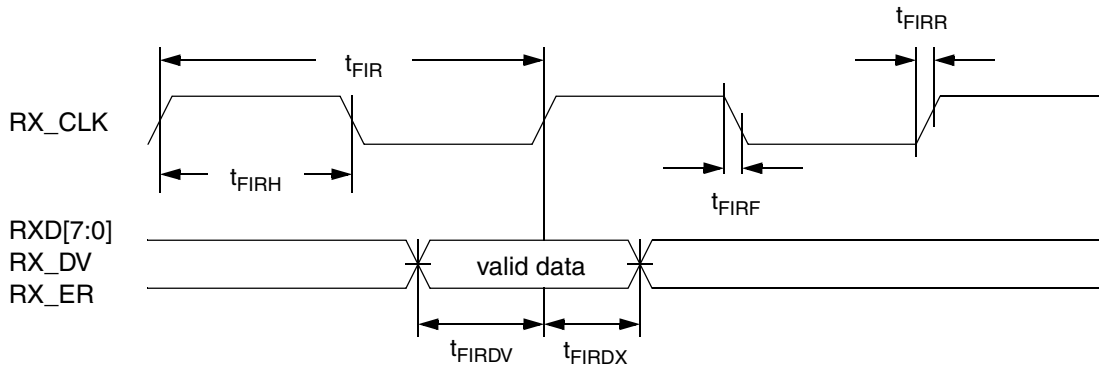 tFIRR
tFIR
RX_CLK
tFIRH
tFIRF
RXD[7:0]
RX_DV
valid data
RX_ER
tFIRDV
tFIRDX